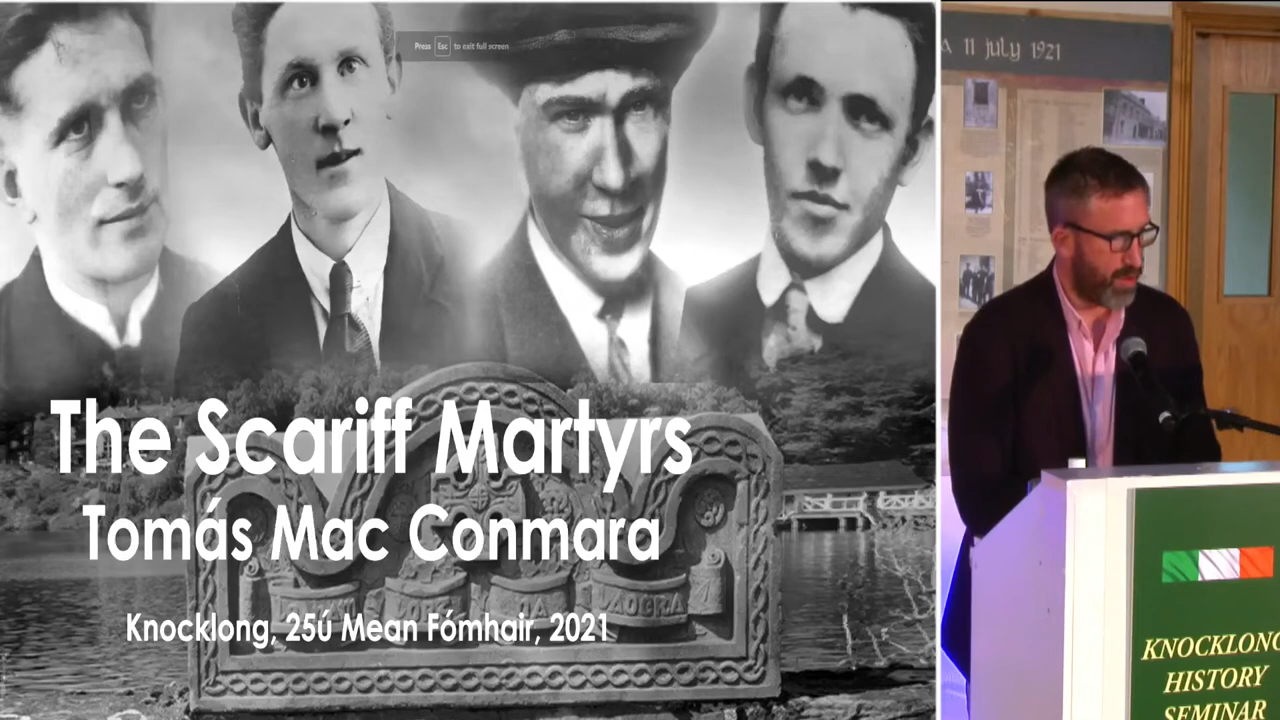 Press Esc to exit full screen
A 11 July 1921
The Scariff Martyrs
Tomás Mac Conmara
Knocklong, 25ú Mean Fómhair, 2021
KNOCKLONG
HISTORY
SEMINAR